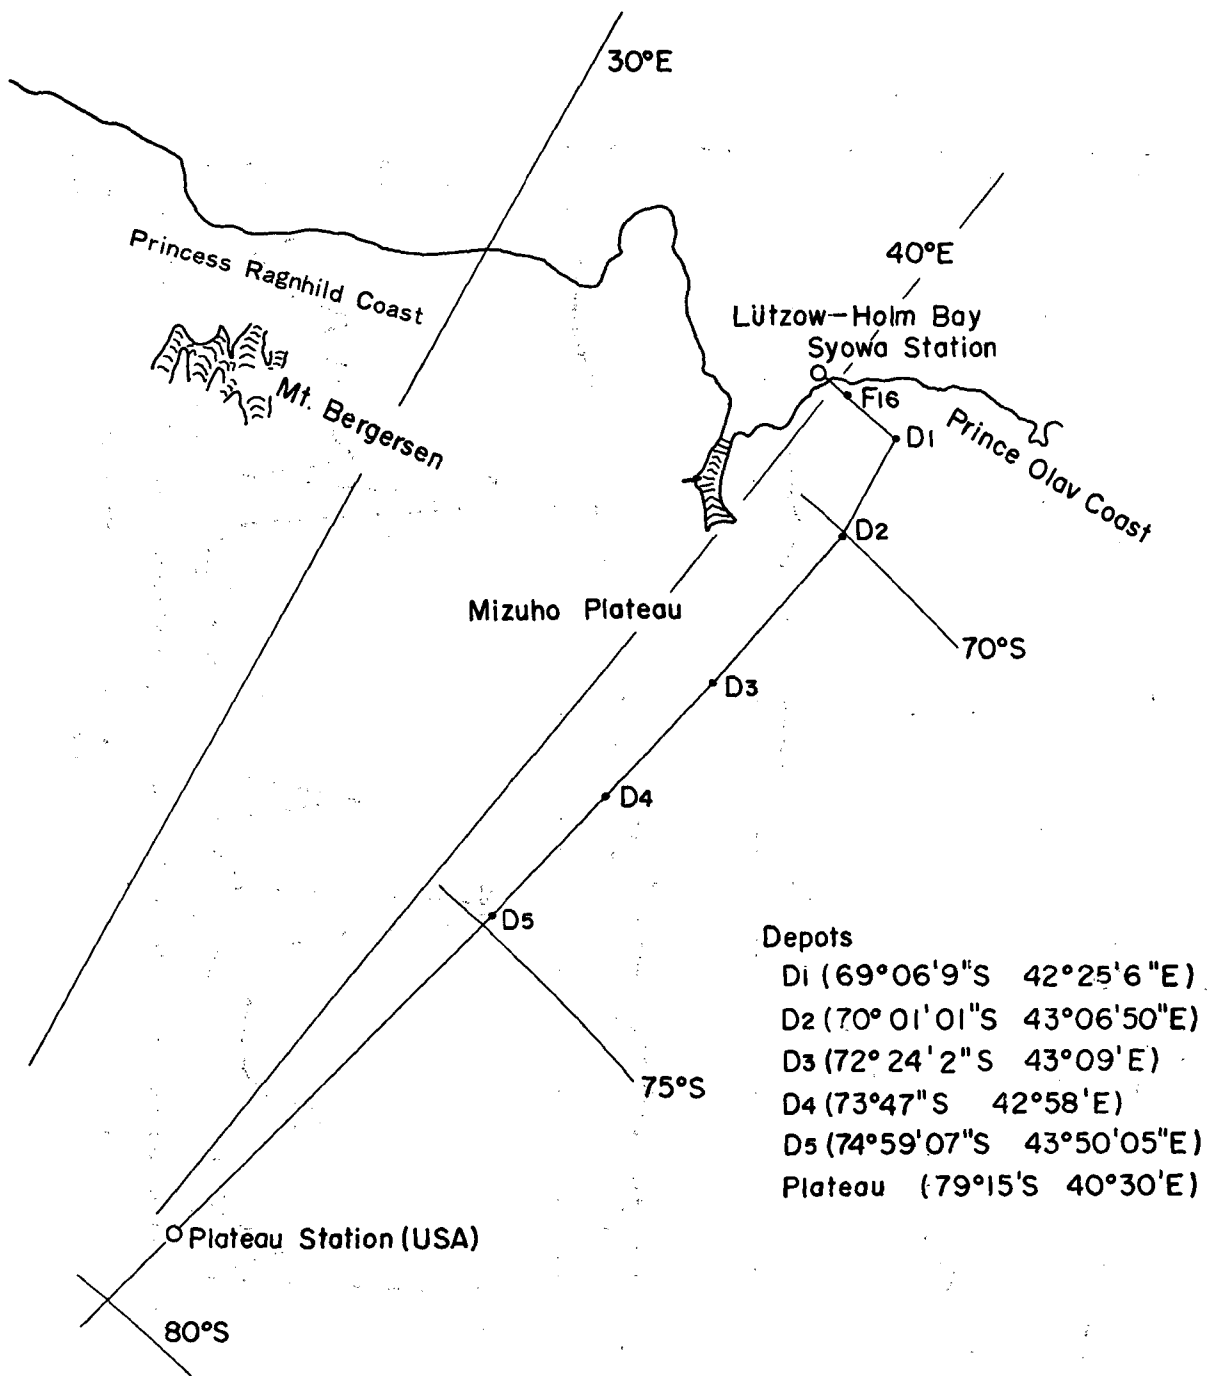 30°E
Princess Ragnhild Coast
40°E
Lützow-Holm Bay
Syowa Station
Mt. Bergersen
F16
D1
Prince Olav Coast
D2
Mizuho Plateau
70°S
D3
D4
D5
75°S
Depots
D1 (69°06'9"S 42°25'6"E)
D2 (70°01'01"S 43°06'50"E)
D3 (72°24'2"S 43°09'E)
D4 (73°47"S 42°58'E)
D5 (74°59'07"S 43°50'05"E)
Plateau (79°15'S 40°30'E)
Plateau Station (USA)
80°S